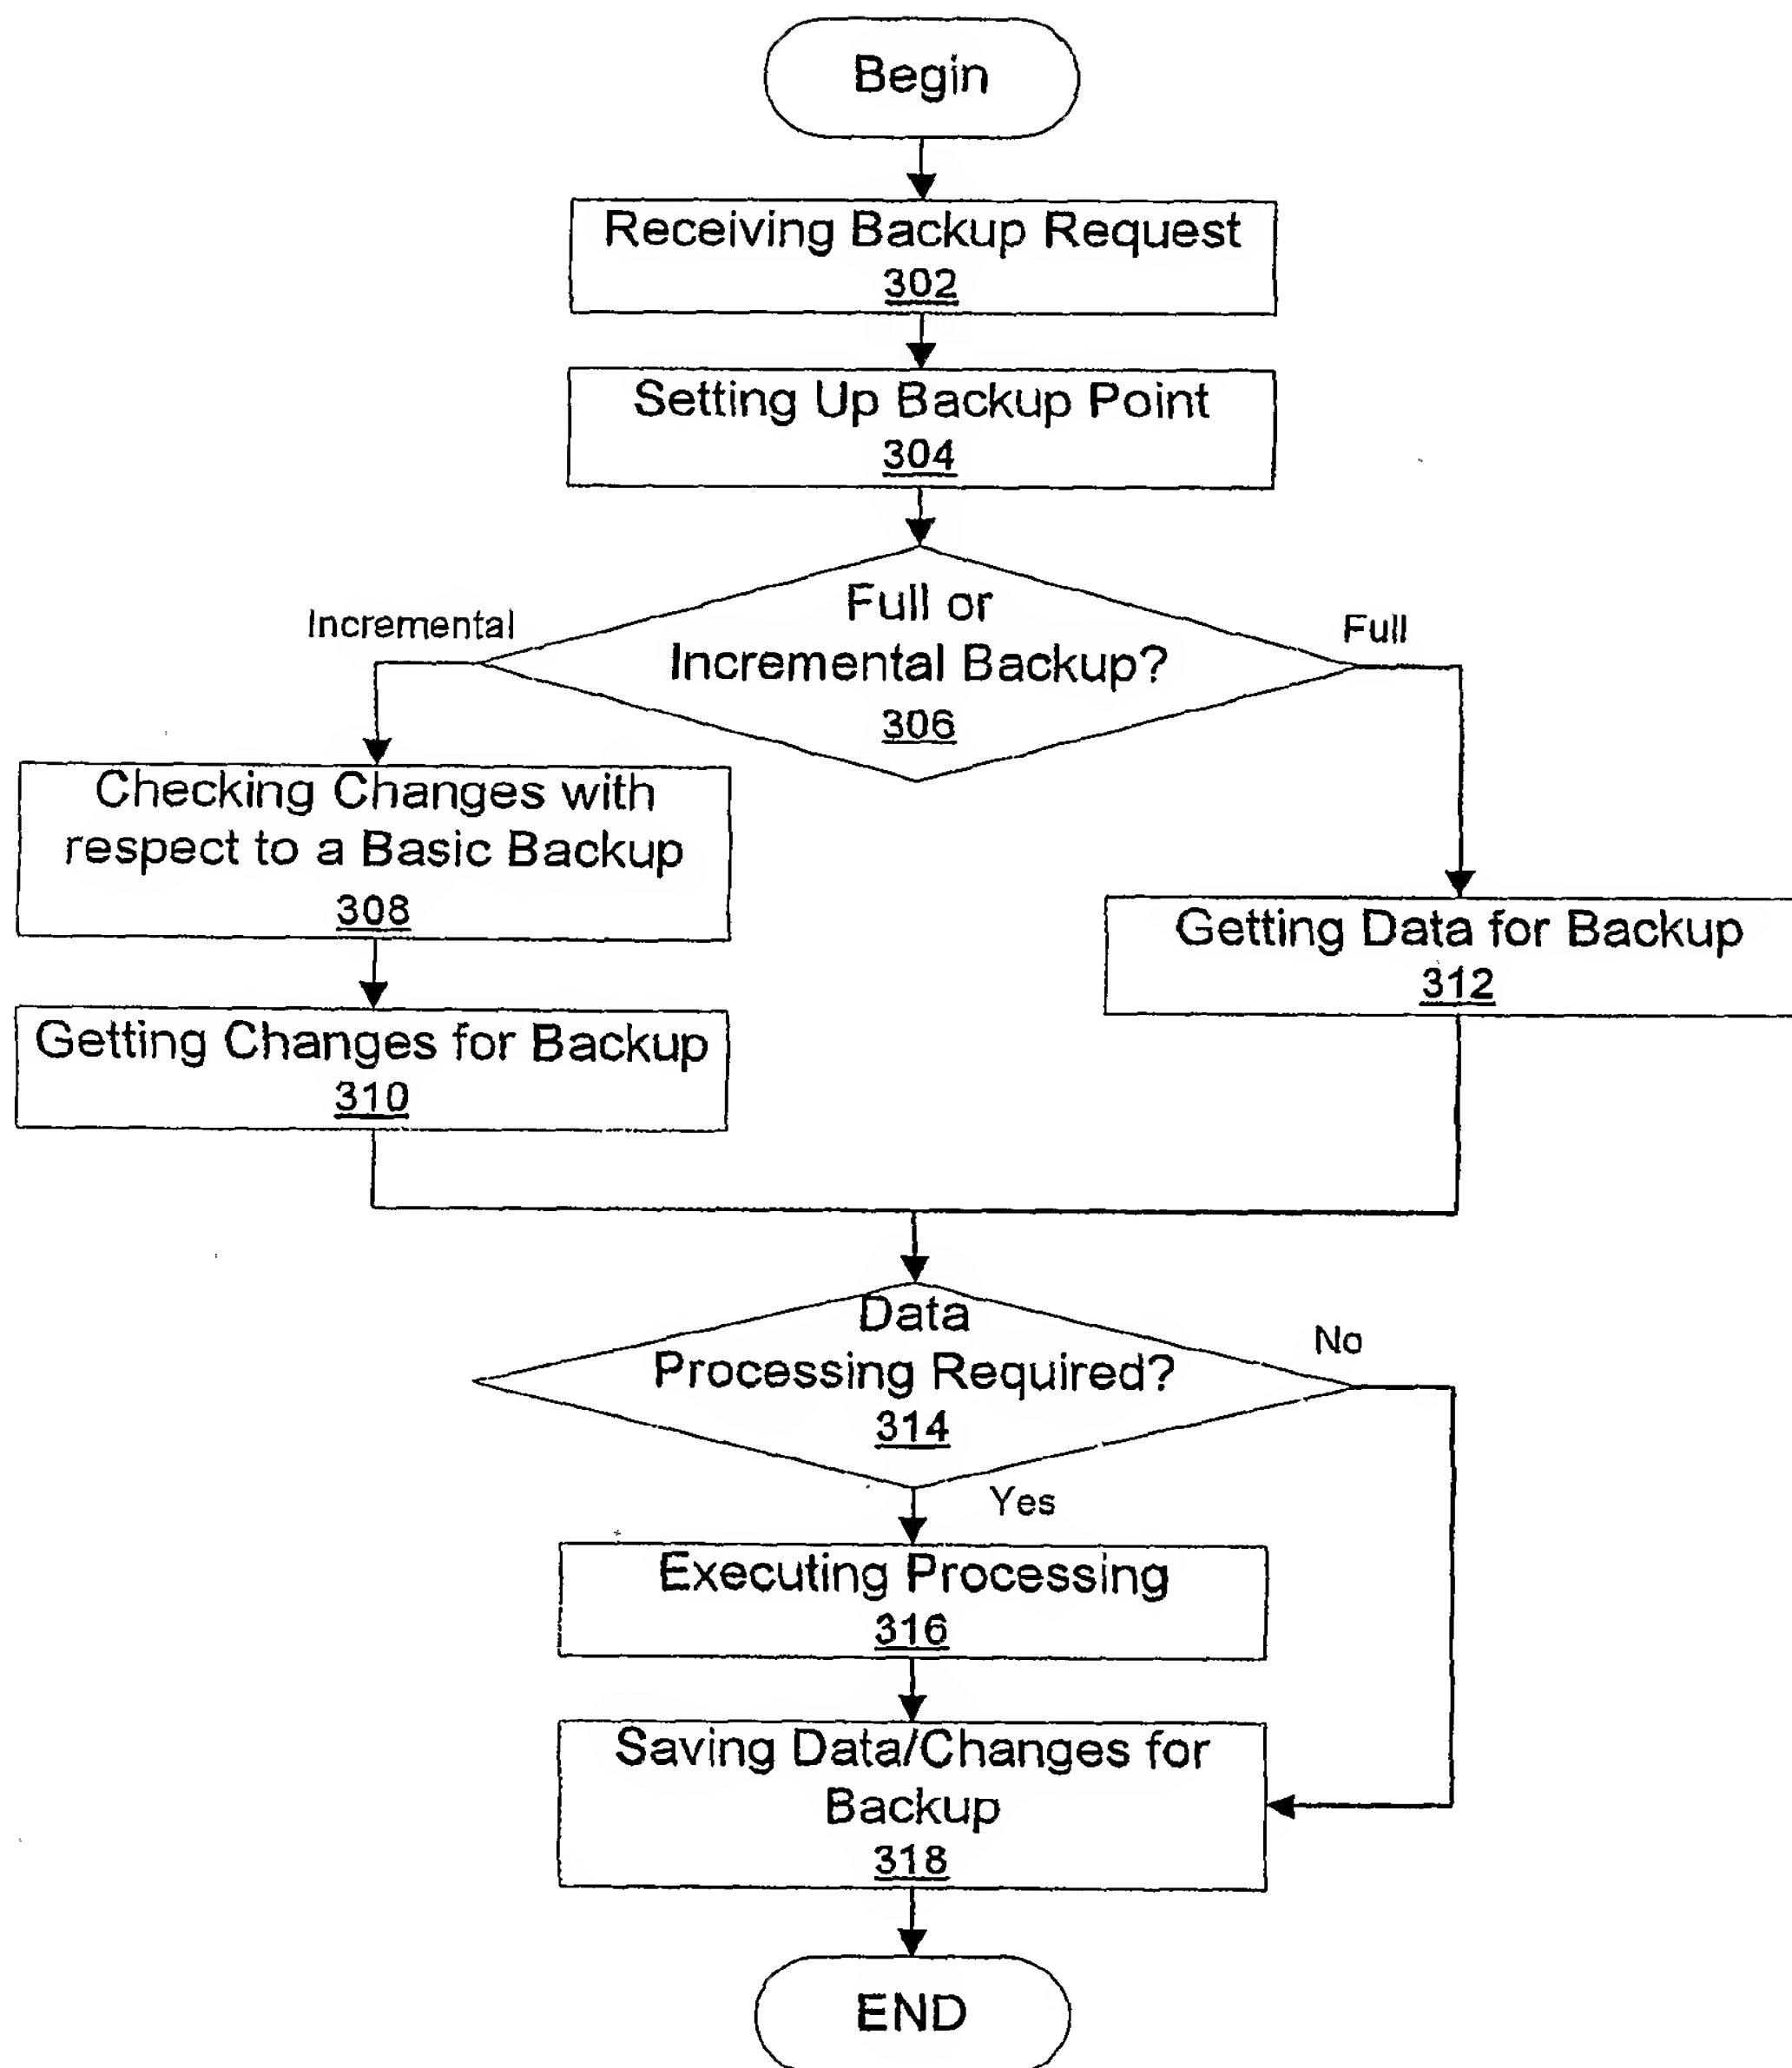 Begin
Receiving Backup Request
302
Setting Up Backup Point
304
Full or
Incremental Backup?
306
Incremental
Full
Checking Changes with
respect to a Basic Backup
308
Getting Data for Backup
312
Getting Changes for Backup
310
Data
Processing Required?
314
No
Yes
Executing Processing
316
Saving Data/Changes for
Backup
318
END